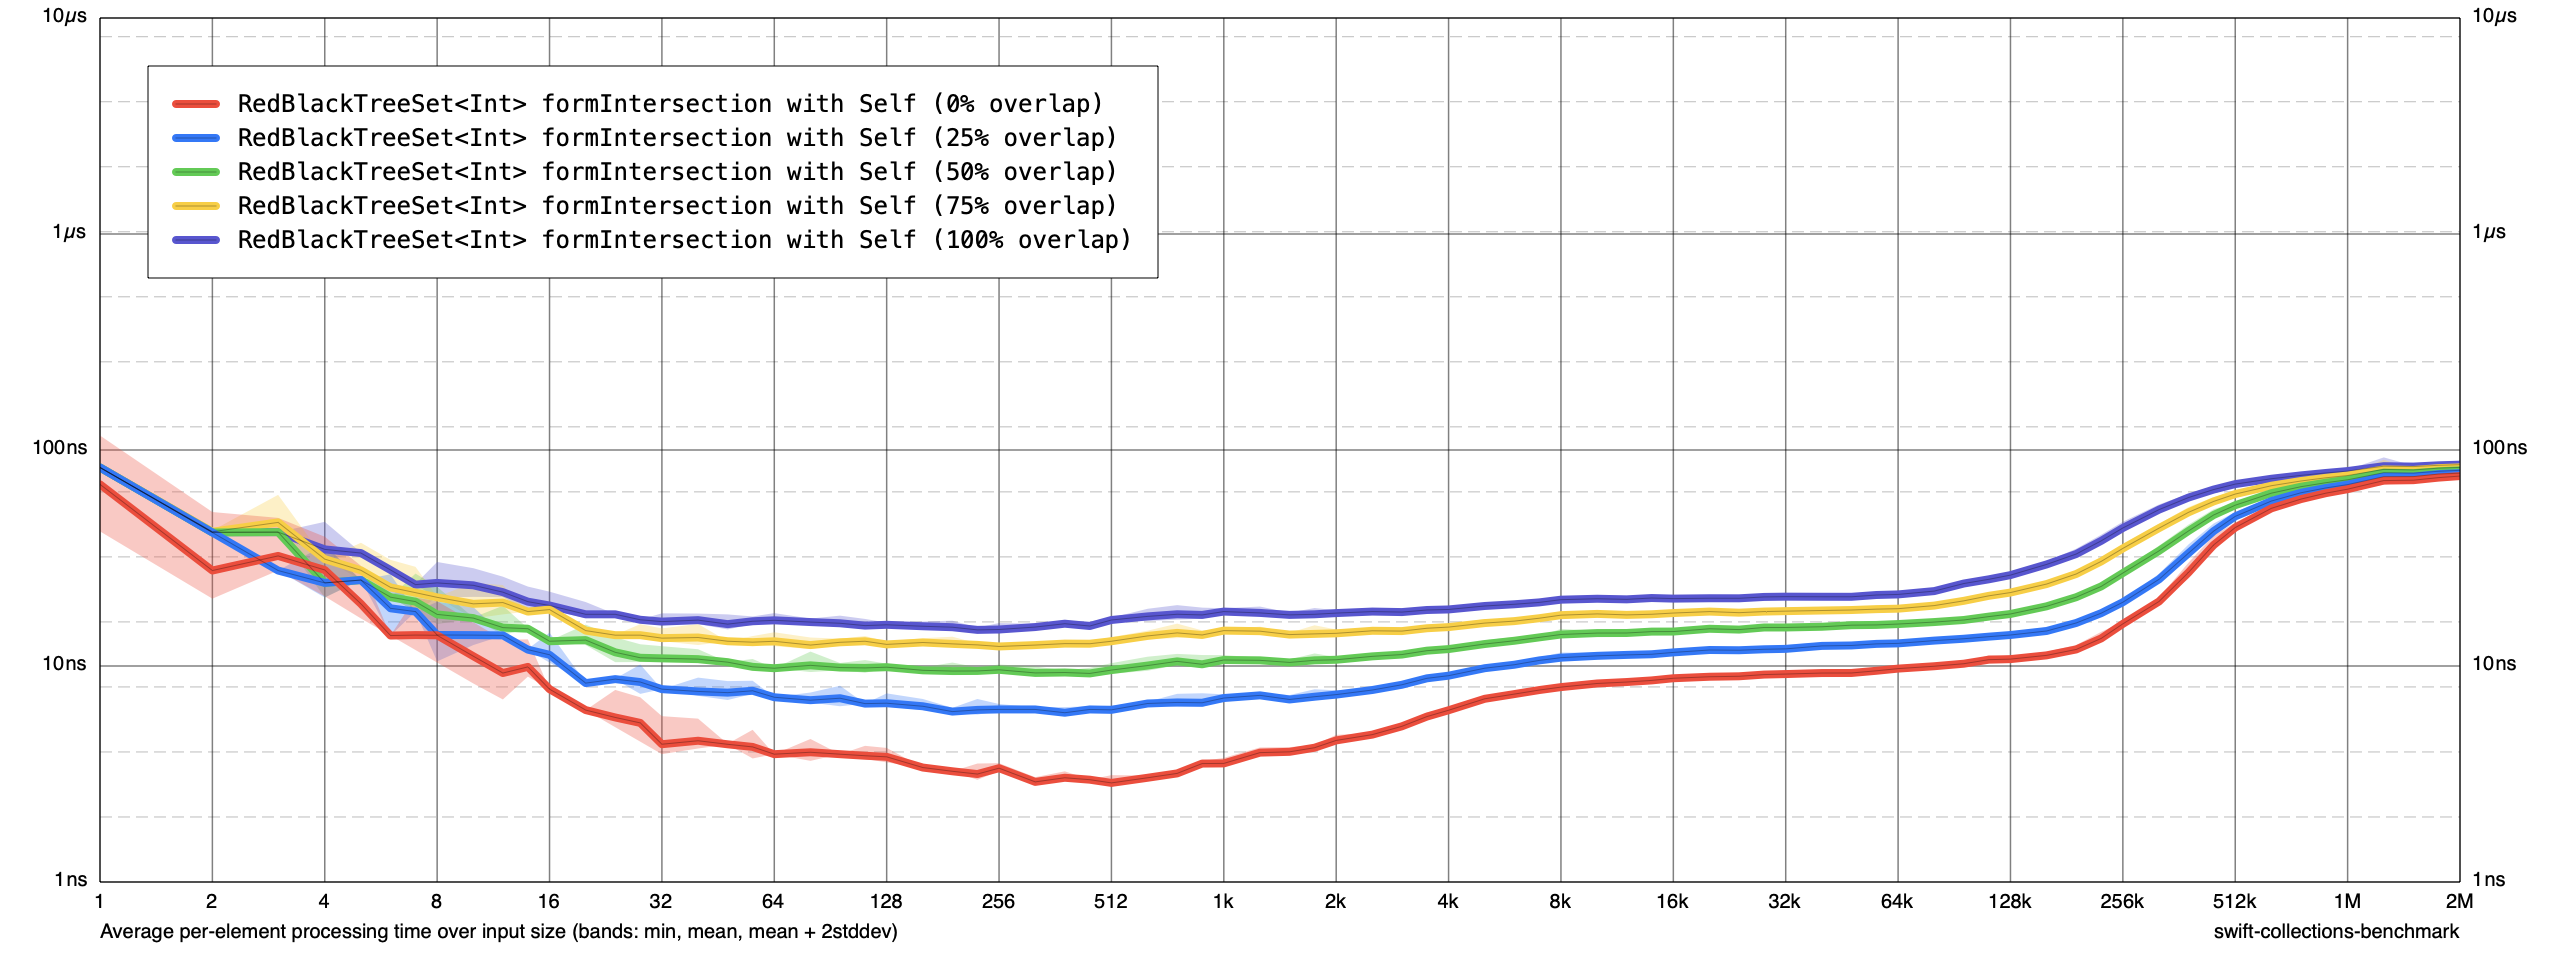 10µs 10µs
RedBlackTreeSet<Int> formIntersection with Self (0% overlap)
RedBlackTreeSet<Int> formIntersection with Self (25% overlap)
RedBlackTreeSet<Int> formIntersection with Self (50% overlap)
RedBlackTreeSet<Int> formIntersection with Self (75% overlap)
1µs 1µs
RedBlackTreeSet<Int> formIntersection with Self (100% overlap)
100ns 100ns
10ns 10ns
1ns 1ns
1 2 4 8 16 32 64 128 256 512 1k 2k 4k 8k 16k 32k 64k 128k 256k 512k 1M 2M
Average per-element processing time over input size (bands: min, mean, mean + 2stddev) swift-collections-benchmark